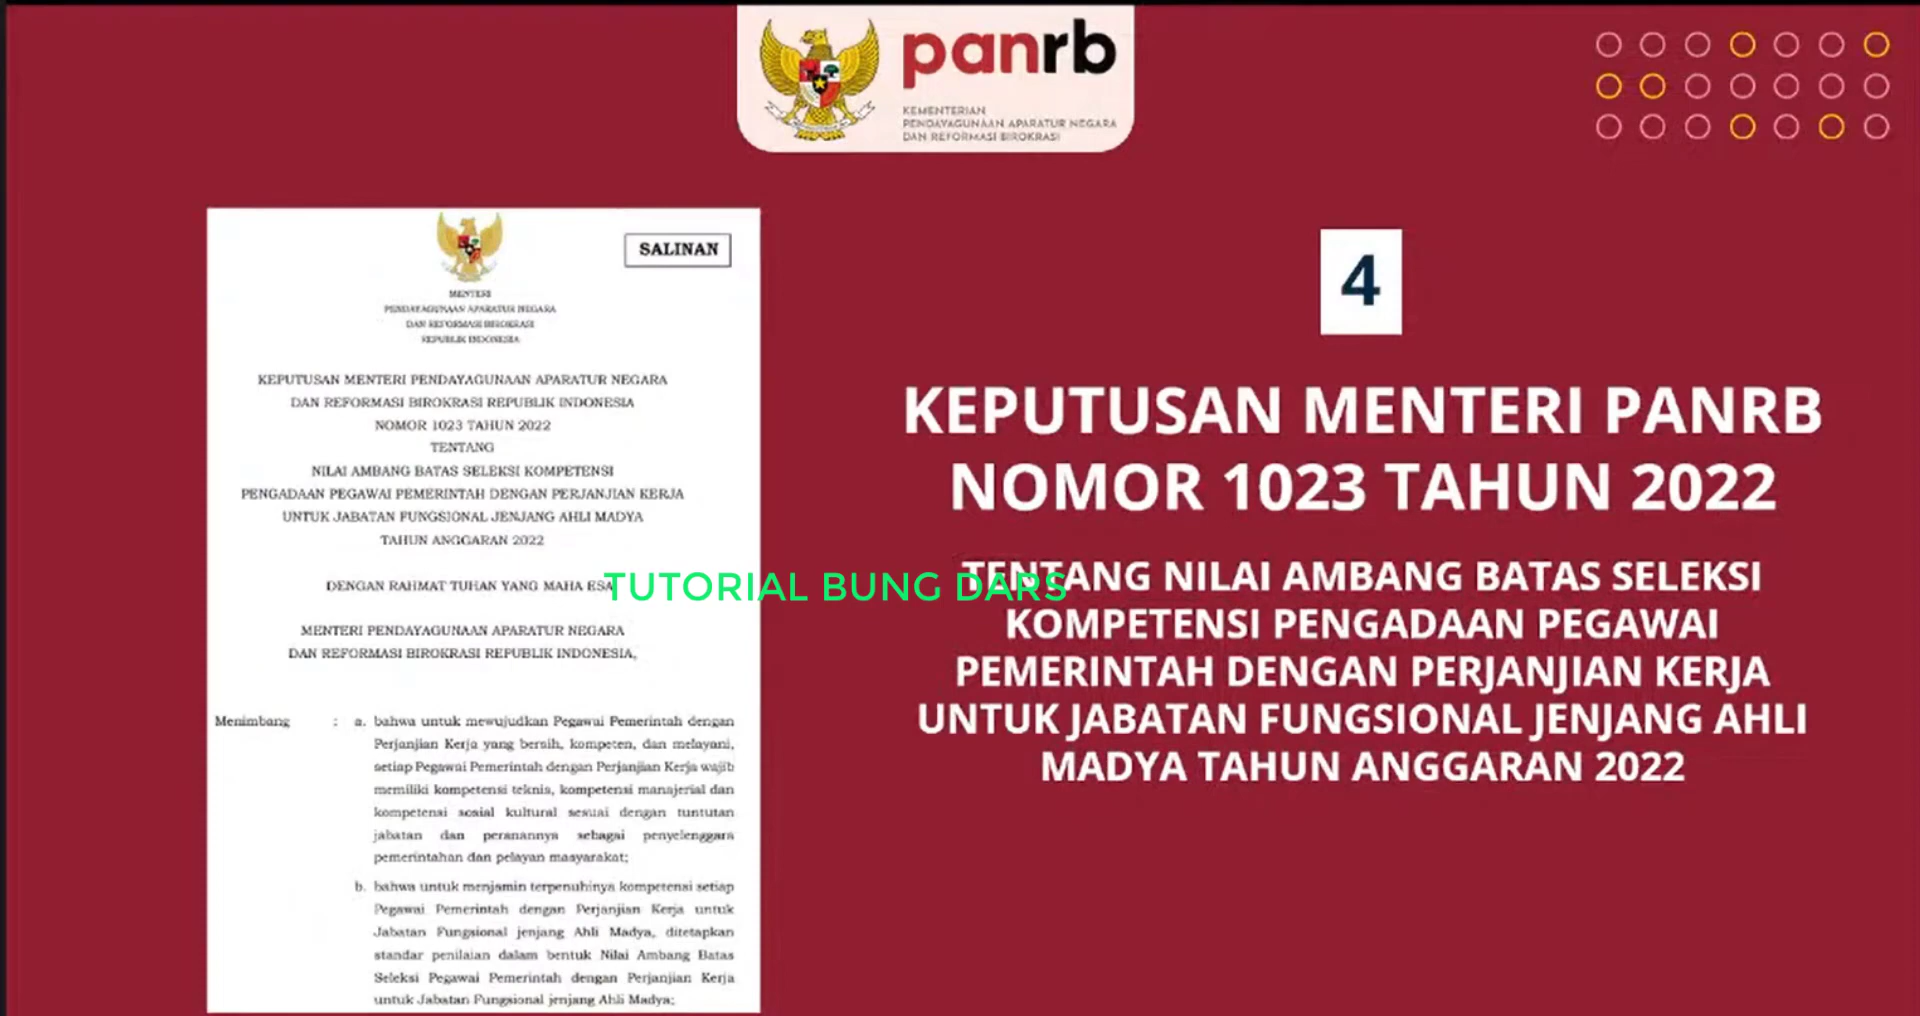 panrb
KEMENTERIAN
PENDAYAGUNAAN APARATUR NEGARA
DAN REFORMASI BIROKRASI
SALINAN
MENTERI
PENDAYAGUNAAN APARATUR NEGARA
DAN REFORMASI BIROKRASI
REPUBLIK INDONESIA
KEPUTUSAN MENTERI PENDAYAGUNAAN APARATUR NEGARA
DAN REFORMASI BIROKRASI REPUBLIK INDONESIA
NOMOR 1023 TAHUN 2022
TENTANG
NILAI AMBANG BATAS SELEKSI KOMPETENSI
PENGADAAN PEGAWAI PEMERINTAH DENGAN PERJANJIAN KERJA
UNTUK JABATAN FUNGSIONAL JENJANG AHLI MADYA
TAHUN ANGGARAN 2022
DENGAN RAHMAT TUHAN YANG MAHA ESA
MENTERI PENDAYAGUNAAN APARATUR NEGARA
DAN REFORMASI BIROKRASI REPUBLIK INDONESIA,
Menimbang : a. bahwa untuk mewujudkan Pegawai Pemerintah dengan
Perjanjian Kerja yang bersih, kompeten, dan melayani,
setiap Pegawai Pemerintah dengan Perjanjian Kerja wajib
memiliki kompetensi teknis, kompetensi manajerial dan
kompetensi sosial kultural sesuai dengan tuntutan
jabatan dan peranannya sebagai penyelenggara
pemerintahan dan pelayan masyarakat;
b. bahwa untuk menjamin terpenuhinya kompetensi setiap
Pegawai Pemerintah dengan Perjanjian Kerja untuk
Jabatan Fungsional jenjang Ahli Madya, ditetapkan
standar penilaian dalam bentuk Nilai Ambang Batas
Seleksi Pegawai Pemerintah dengan Perjanjian Kerja
untuk Jabatan Fungsional jenjang Ahli Madya;
TUTORIAL BUNG DARS
4
KEPUTUSAN MENTERI PANRB
NOMOR 1023 TAHUN 2022
TENTANG NILAI AMBANG BATAS SELEKSI
KOMPETENSI PENGADAAN PEGAWAI
PEMERINTAH DENGAN PERJANJIAN KERJA
UNTUK JABATAN FUNGSIONAL JENJANG AHLI
MADYA TAHUN ANGGARAN 2022